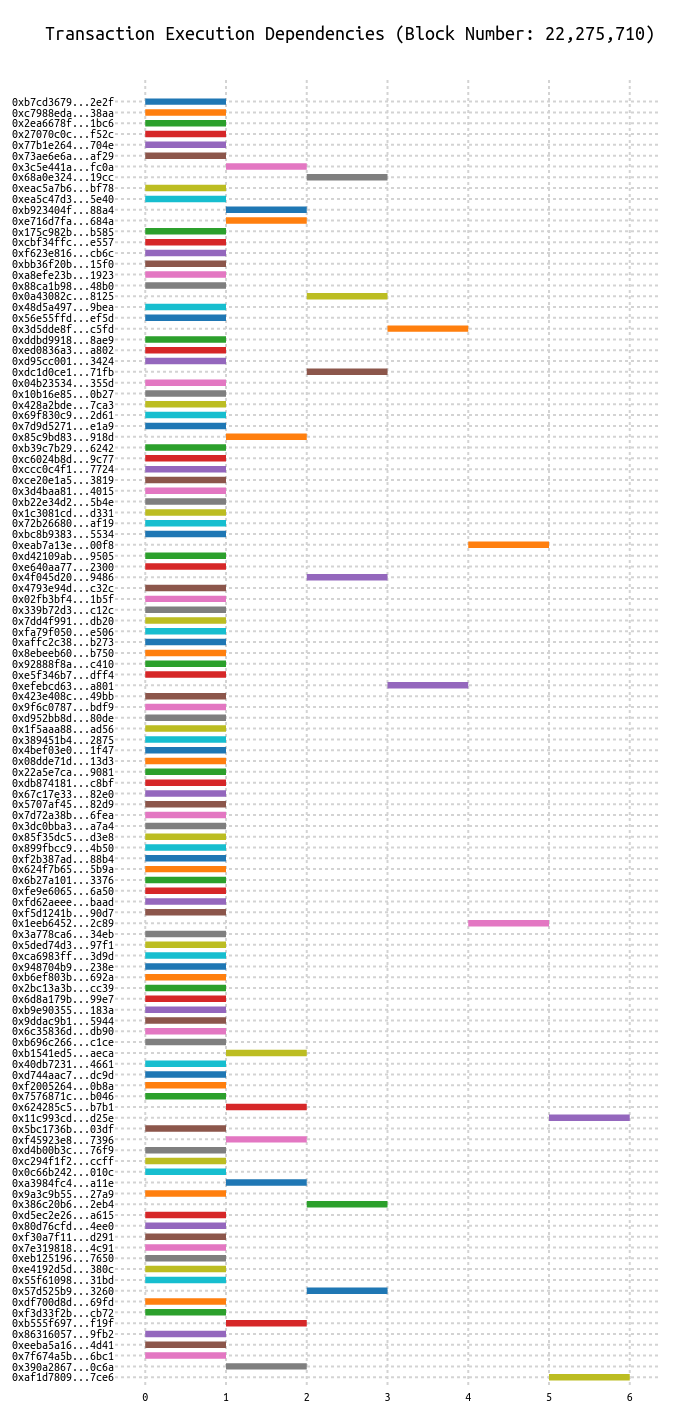 Transaction Execution Dependencies (Block Number: 22,275,710)
0xb7cd3679...2e2f
0xc7988eda...38aa
0x2ea6678f...1bc6
0x27070c0c...f52c
0x77b1e264...704e
0x73ae6e6a...af29
0x3c5e441a...fc0a
0x68a0e324...19cc
0xeac5a7b6...bf78
0xea5c47d3...5e40
0xb923404f...88a4
0xe716d7fa...684a
0x175c982b...b585
0xcbf34ffc...e557
0xf623e816...cb6c
0xbb36f20b...15f0
0xa8efe23b...1923
0x88ca1b98...48b0
0x0a43082c...8125
0x48d5a497...9bea
0x56e55ffd...ef5d
0x3d5dde8f...c5fd
0xddbd9918...8ae9
0xed0836a3...a802
0xd95cc001...3424
0xdc1d0ce1...71fb
0x04b23534...355d
0x10b16e85...0b27
0x428a2bde...7ca3
0x69f830c9...2d61
0x7d9d5271...e1a9
0x85c9bd83...918d
0xb39c7b29...6242
0xc6024b8d...9c77
0xccc0c4f1...7724
0xce20e1a5...3819
0x3d4baa81...4015
0xb22e34d2...5b4e
0x1c3081cd...d331
0x72b26680...af19
0xbc8b9383...5534
0xeab7a13e...00f8
0xd42109ab...9505
0xe640aa77...2300
0x4f045d20...9486
0x4793e94d...c32c
0x02fb3bf4...1b5f
0x339b72d3...c12c
0x7dd4f991...db20
0xfa79f050...e506
0xaffc2c38...b273
0x8ebeeb60...b750
0x92888f8a...c410
0xe5f346b7...dff4
0xefebcd63...a801
0x423e408c...49bb
0x9f6c0787...bdf9
0xd952bb8d...80de
0x1f5aaa88...ad56
0x389451b4...2875
0x4bef03e0...1f47
0x08dde71d...13d3
0x22a5e7ca...9081
0xdb874181...c8bf
0x67c17e33...82e0
0x5707af45...82d9
0x7d72a38b...6fea
0x3dc0bba3...a7a4
0x85f35dc5...d3e8
0x899fbcc9...4b50
0xf2b387ad...88b4
0x624f7b65...5b9a
0x6b27a101...3376
0xfe9e6065...6a50
0xfd62aeee...baad
0xf5d1241b...90d7
0x1eeb6452...2c89
0x3a778ca6...34eb
0x5ded74d3...97f1
0xca6983ff...3d9d
0x948704b9...238e
0xb6ef803b...692a
0x2bc13a3b...cc39
0x6d8a179b...99e7
0xb9e90355...183a
0x9ddac9b1...5944
0x6c35836d...db90
0xb696c266...c1ce
0xb1541ed5...aeca
0x40db7231...4661
0xd744aac7...dc9d
0xf2005264...0b8a
0x7576871c...b046
0x624285c5...b7b1
0x11c993cd...d25e
0x5bc1736b...03df
0xf45923e8...7396
0xd4b00b3c...76f9
0xc294f1f2...ccff
0x0c66b242...010c
0xa3984fc4...a11e
0x9a3c9b55...27a9
0x386c20b6...2eb4
0xd5ec2e26...a615
0x80d76cfd...4ee0
0xf30a7f11...d291
0x7e319818...4c91
0xeb125196...7650
0xe4192d5d...380c
0x55f61098...31bd
0x57d525b9...3260
0xdf700d8d...69fd
0xf3d33f2b...cb72
0xb555f697...f19f
0x86316057...9fb2
0xeeba5a16...4d41
0x7f674a5b...6bc1
0x390a2867...0c6a
0xaf1d7809...7ce6
0 1 2 3 4 5 6